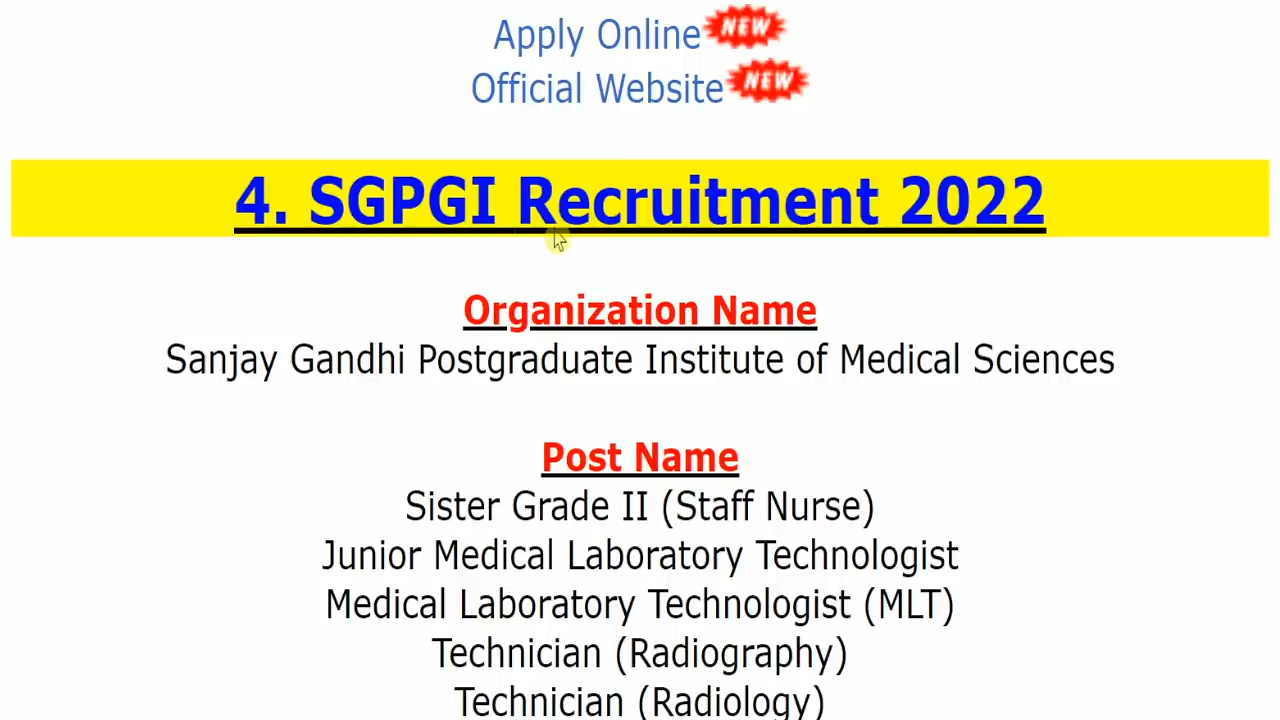 Apply Online NEW
Official Website NEW
4. SGPGI Recruitment 2022
Organization Name
Sanjay Gandhi Postgraduate Institute of Medical Sciences
Post Name
Sister Grade II (Staff Nurse)
Junior Medical Laboratory Technologist
Medical Laboratory Technologist (MLT)
Technician (Radiography)
Technician (Radiology)